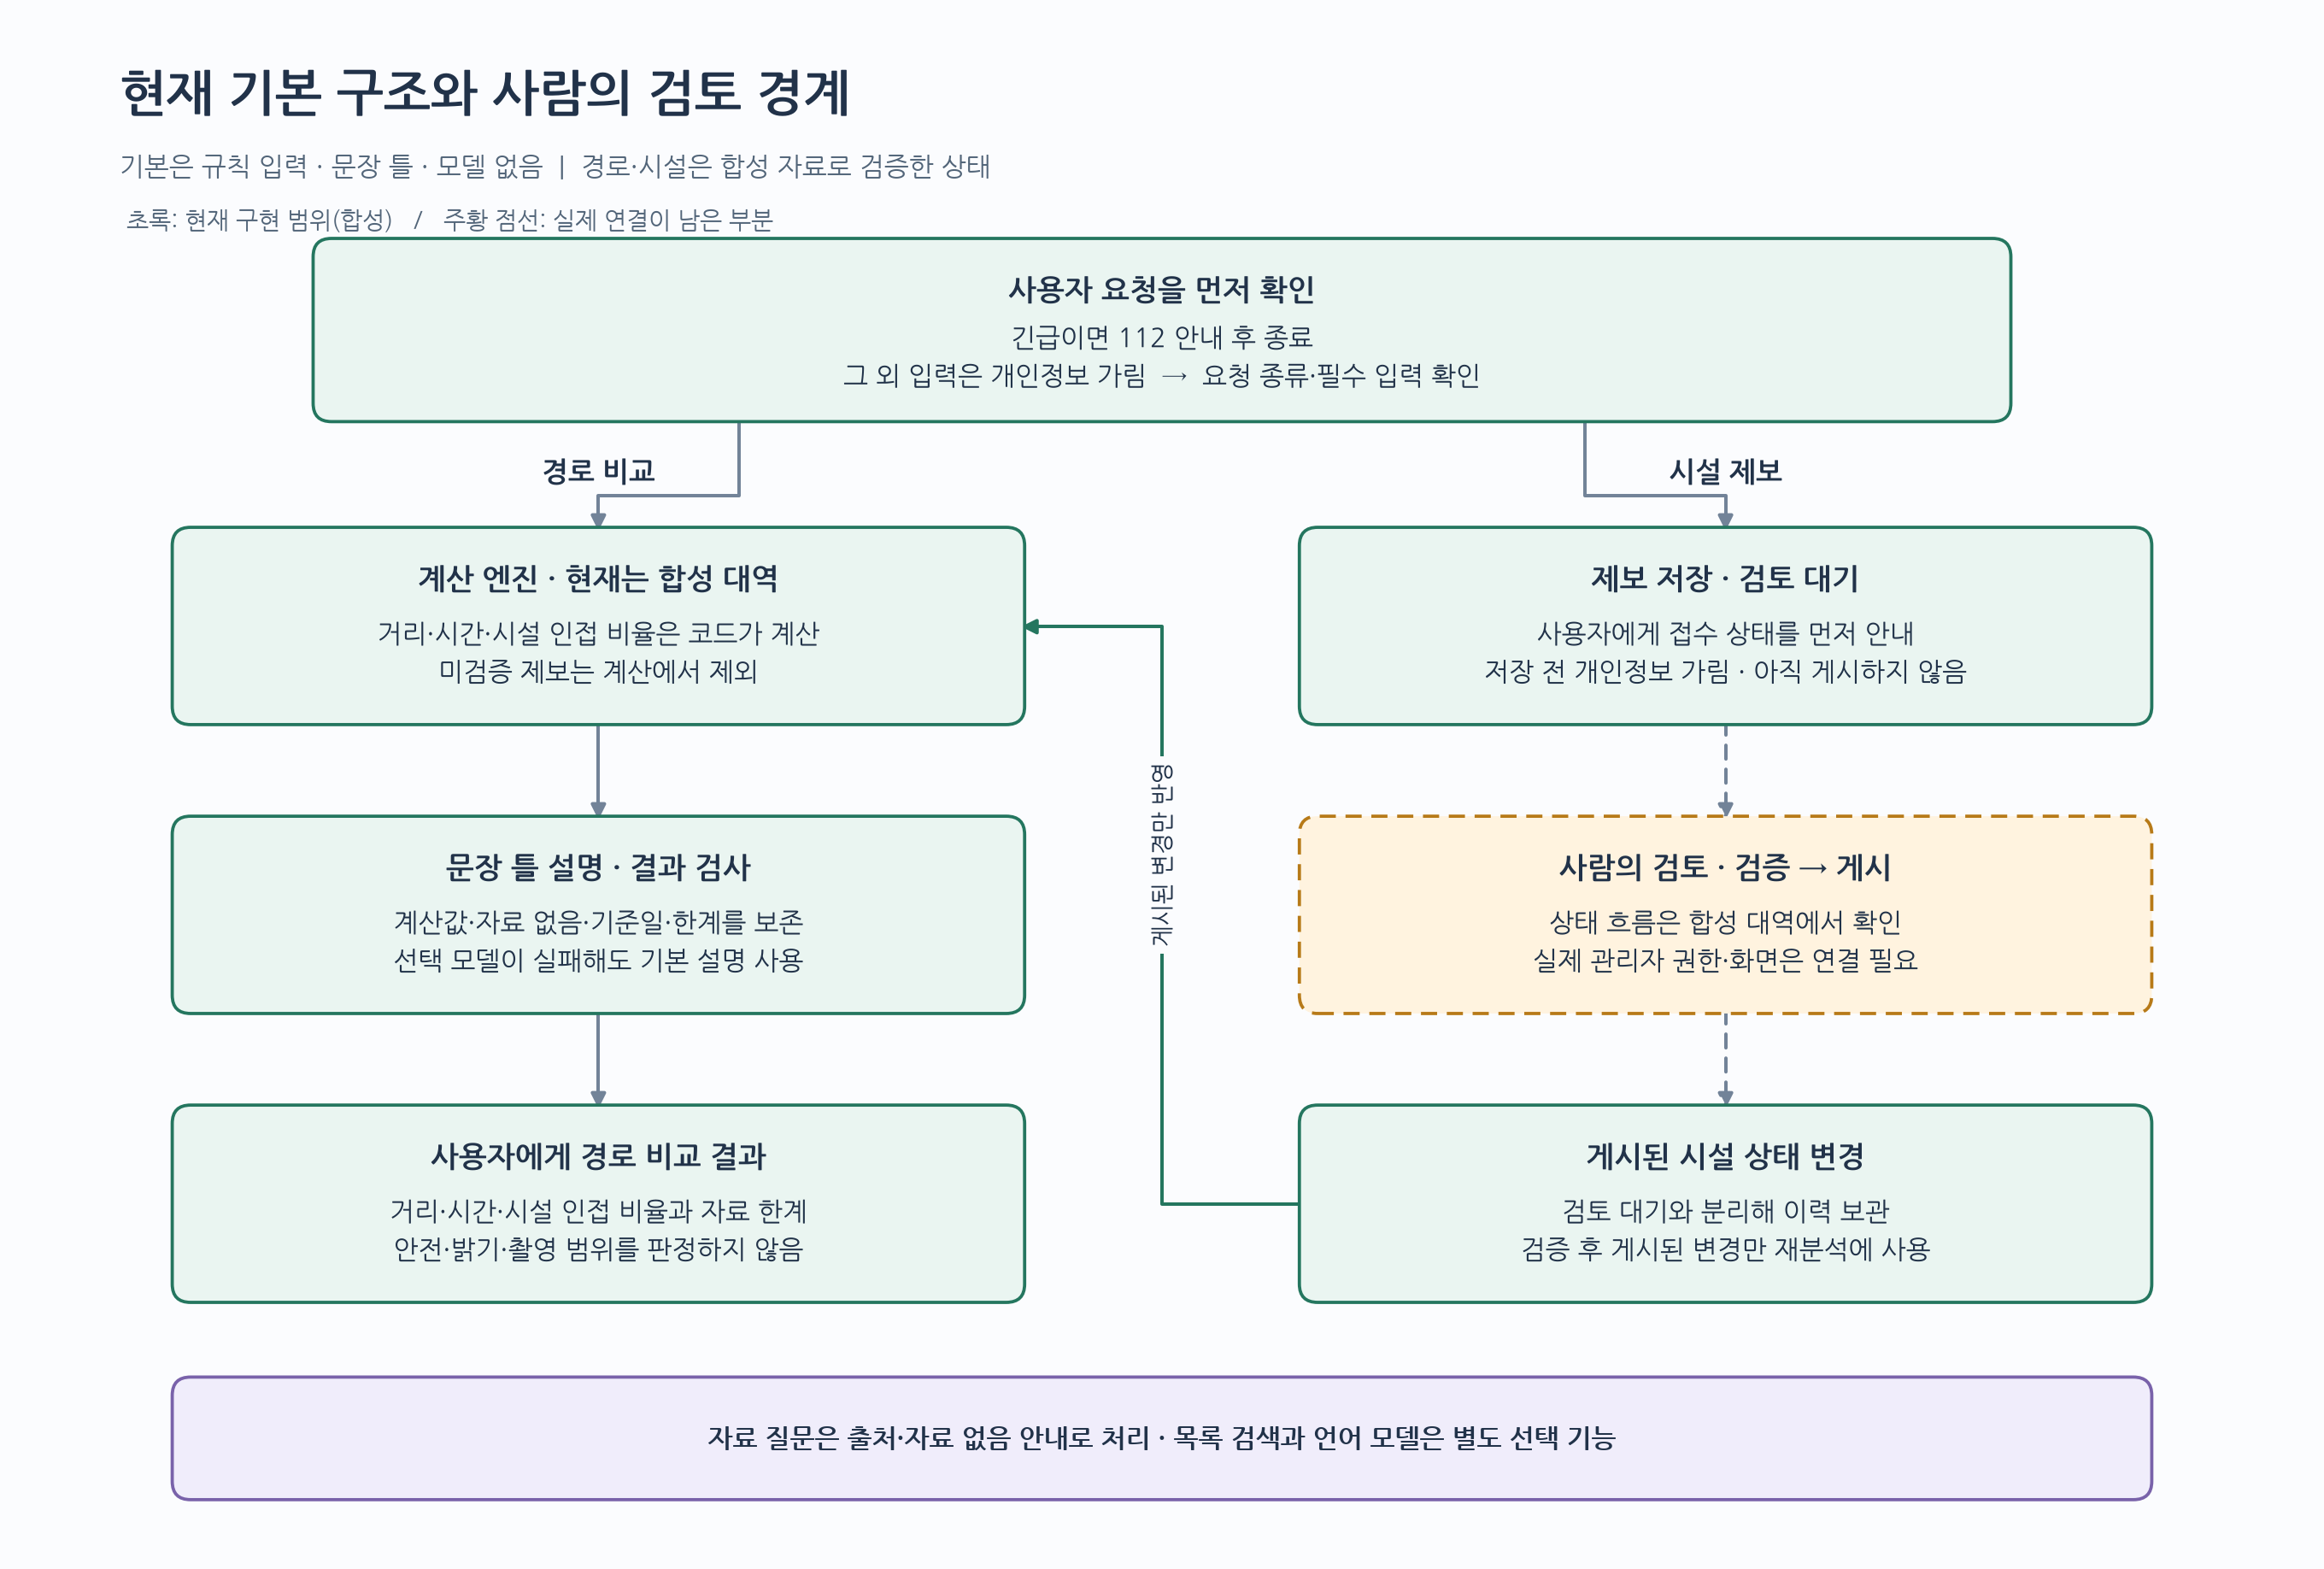 현재 기본 구조와 사람의 검토 경계
기본은 규칙 입력 · 문장 틀 · 모델 없음 | 경로·시설은 합성 자료로 검증한 상태
초록: 현재 구현 범위(합성) / 주황 점선: 실제 연결이 남은 부분
사용자 요청을 먼저 확인
긴급이면 112 안내 후 종료
그 외 입력은 개인정보 가림 → 요청 종류·필수 입력 확인
경로 비교
시설 제보
계산 엔진 · 현재는 합성 대역
거리·시간·시설 인접 비율은 코드가 계산
미검증 제보는 계산에서 제외
제보 저장 · 검토 대기
사용자에게 접수 상태를 먼저 안내
저장 전 개인정보 가림 · 아직 게시하지 않음
게시된 변경만 반영
문장 틀 설명 · 결과 검사
계산값·자료 없음·기준일·한계를 보존
선택 모델이 실패해도 기본 설명 사용
사람의 검토 · 검증 → 게시
상태 흐름은 합성 대역에서 확인
실제 관리자 권한·화면은 연결 필요
사용자에게 경로 비교 결과
거리·시간·시설 인접 비율과 자료 한계
안전·밝기·촬영 범위를 판정하지 않음
게시된 시설 상태 변경
검토 대기와 분리해 이력 보관
검증 후 게시된 변경만 재분석에 사용
자료 질문은 출처·자료 없음 안내로 처리 · 목록 검색과 언어 모델은 별도 선택 기능